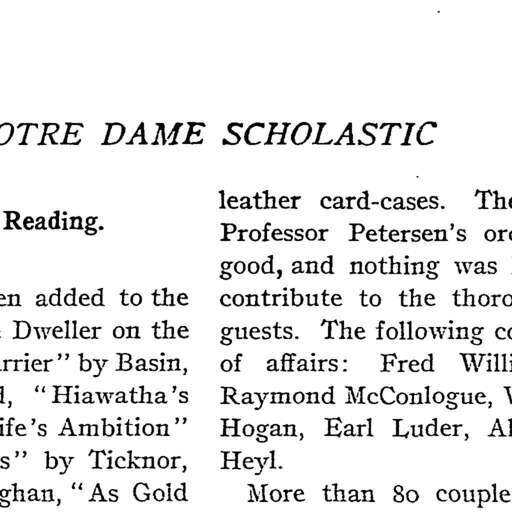 OTRE DAME SCHOLASTIC
Reading.
en added to the
Dweller on the
rrier" by Basin,
d, "Hiawatha's
ife's Ambition"
s" by Ticknor,
ghan, "As Gold
leather card-cases. The
Professor Petersen's or
good, and nothing was
contribute to the thoro
guests. The following co
of affairs: Fred Willi
Raymond McConlogue,
Hogan, Earl Luder, Al
Heyl.
More than 80 couple